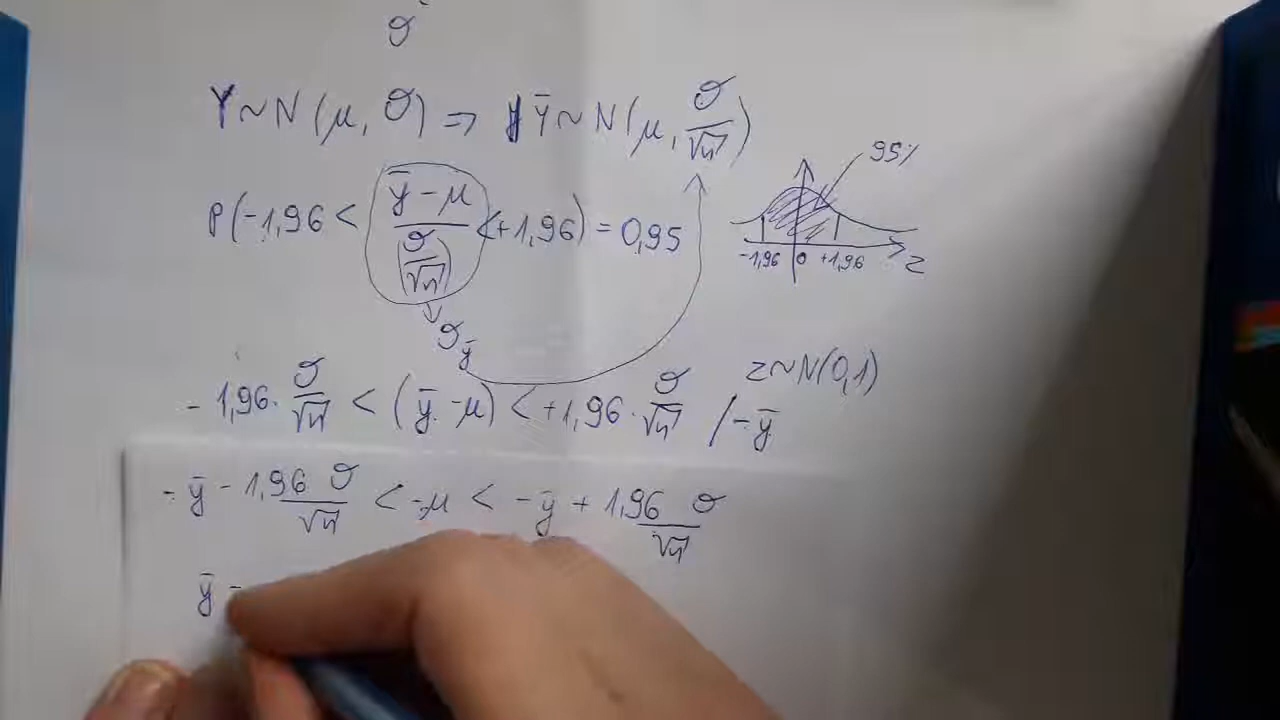 σ
Y ~ N(μ, σ) => Ȳ ~ N(μ, σ/√n)
95%
P(-1,96 < (ȳ - μ)/(σ/√n) < +1,96) = 0,95
-1,96 0 +1,96 z
σȳ
z ~ N(0,1)
- 1,96 · σ/√n < (ȳ - μ) < +1,96 · σ/√n /-ȳ
- ȳ - 1,96 σ/√n < -μ < -ȳ + 1,96 σ/√n
ȳ -